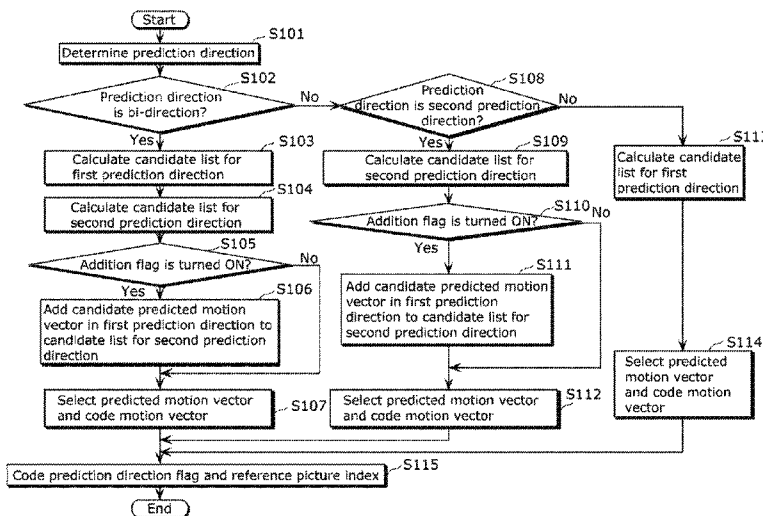 Start
S101
Determine prediction direction
S102
Prediction direction
is bi-direction?
No
Yes
S103
Calculate candidate list for
first prediction direction
S104
Calculate candidate list for
second prediction direction
S105
Addition flag is turned ON?
No
Yes
S106
Add candidate predicted motion
vector in first prediction direction to
candidate list for second prediction
direction
Select predicted motion vector
and code motion vector
S107
S108
Prediction
direction is second prediction
direction?
No
Yes
S109
Calculate candidate list for
second prediction direction
S110
Addition flag is turned ON?
No
Yes
S111
Add candidate predicted motion
vector in first prediction
direction to candidate list for
second prediction direction
Select predicted motion vector
and code motion vector
S112
S113
Calculate candidate
list for first
prediction direction
S114
Select predicted
motion vector
and code motion
vector
S115
Code prediction direction flag and reference picture index
End